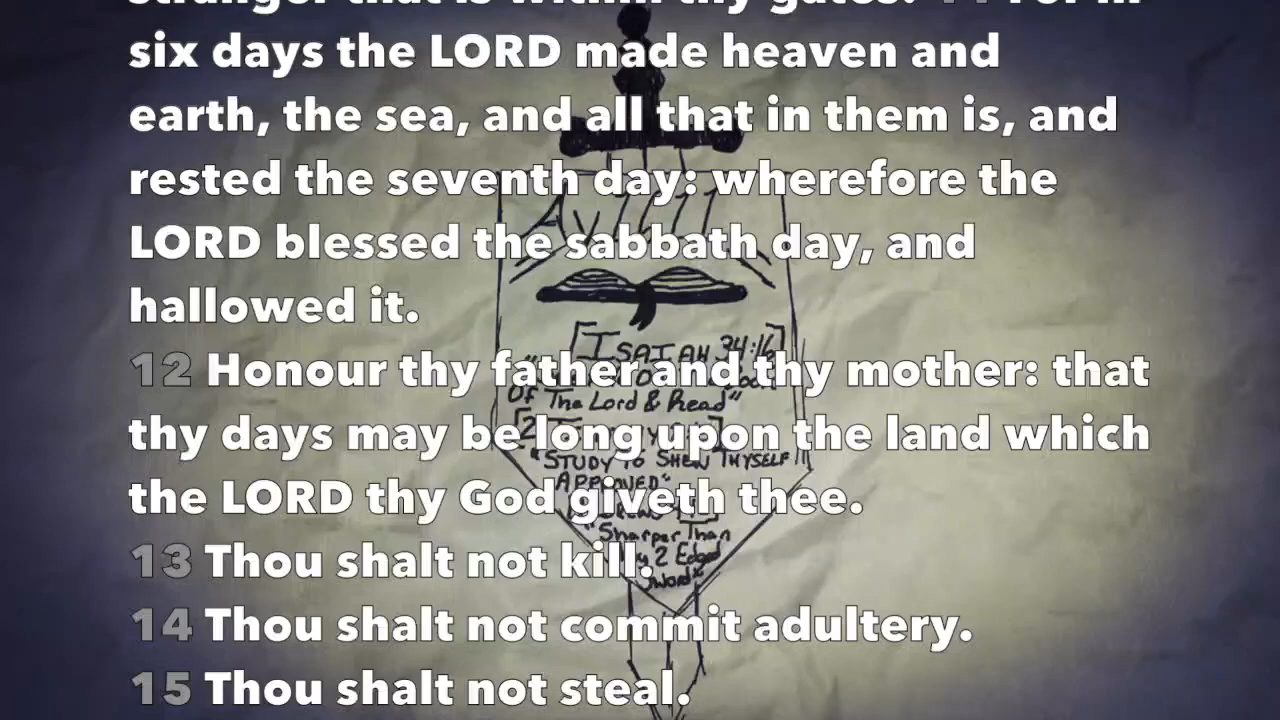 stranger that is within thy gates: 11 For in
six days the LORD made heaven and
earth, the sea, and all that in them is, and
rested the seventh day: wherefore the
LORD blessed the sabbath day, and
hallowed it.
12 Honour thy father and thy mother: that
thy days may be long upon the land which
the LORD thy God giveth thee.
13 Thou shalt not kill.
14 Thou shalt not commit adultery.
15 Thou shalt not steal.
[ISAIAH 34:16]
Of The Lord & Read"
"STUDY TO SHEW THYSELF
APPROVED"
"Sharper Than
2 Edged
Sword"